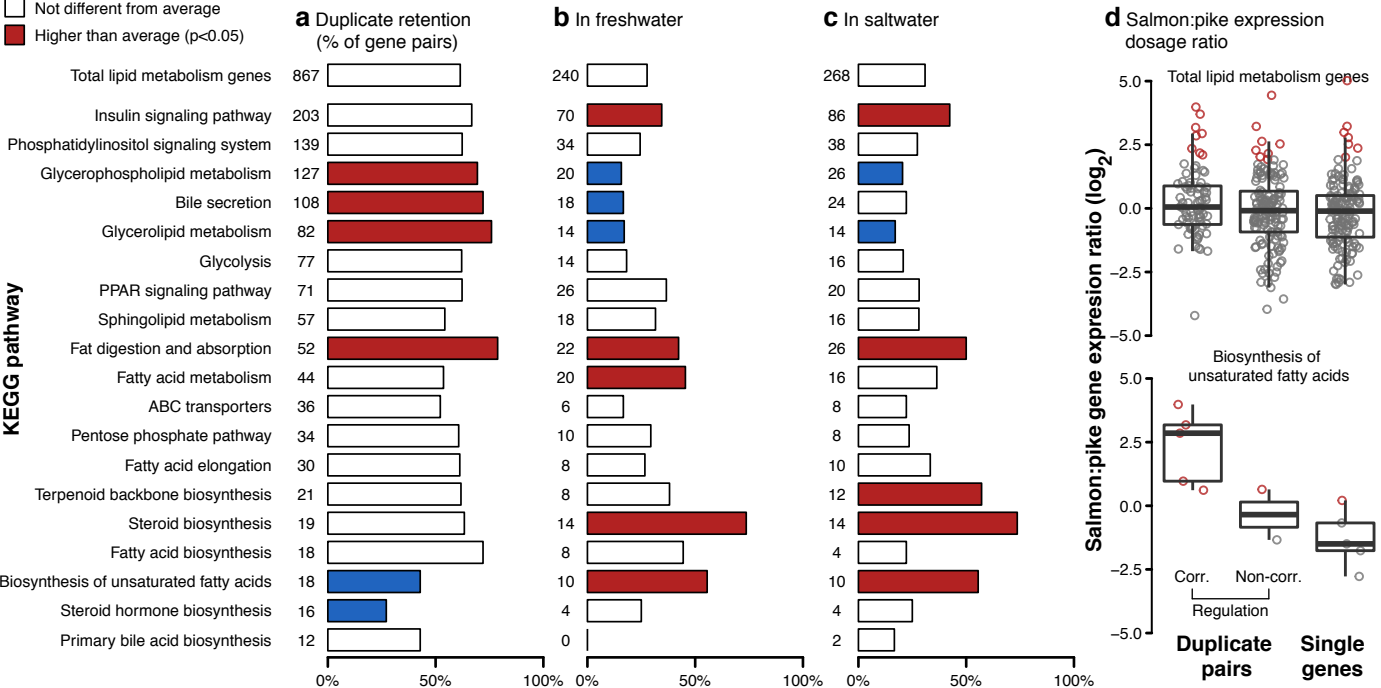 Not different from average
Higher than average (p<0.05)
a Duplicate retention
(% of gene pairs)
b In freshwater
c In saltwater
d Salmon:pike expression
dosage ratio
KEGG pathway
Total lipid metabolism genes 867 240 268
Insulin signaling pathway 203 70 86
Phosphatidylinositol signaling system 139 34 38
Glycerophospholipid metabolism 127 20 26
Bile secretion 108 18 24
Glycerolipid metabolism 82 14 14
Glycolysis 77 14 16
PPAR signaling pathway 71 26 20
Sphingolipid metabolism 57 18 16
Fat digestion and absorption 52 22 26
Fatty acid metabolism 44 20 16
ABC transporters 36 6 8
Pentose phosphate pathway 34 10 8
Fatty acid elongation 30 8 10
Terpenoid backbone biosynthesis 21 8 12
Steroid biosynthesis 19 14 14
Fatty acid biosynthesis 18 8 4
Biosynthesis of unsaturated fatty acids 18 10 10
Steroid hormone biosynthesis 16 4 4
Primary bile acid biosynthesis 12 0 2
0% 50% 100%
0% 50% 100%
0% 50% 100%
Salmon:pike gene expresion ratio (log2)
Total lipid metabolism genes
5.0
2.5
0.0
−2.5
−5.0
Biosynthesis of
unsaturated fatty acids
5.0
2.5
0.0
−2.5
−5.0
Corr. Non-corr.
Regulation
Duplicate
pairs
Single
genes